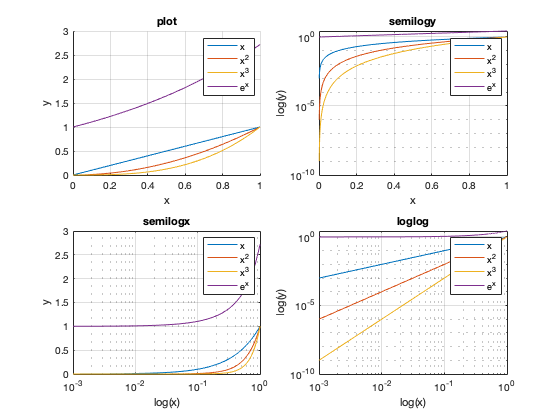 plot
3
2.5
2
1.5
1
0.5
0
y
0
0.2
0.4
0.6
0.8
1
x
x
x²
x³
eˣ
semilogy
10⁰
10⁻⁵
10⁻¹⁰
log(y)
0
0.2
0.4
0.6
0.8
1
x
x
x²
x³
eˣ
semilogx
3
2.5
2
1.5
1
0.5
0
y
10⁻³
10⁻²
10⁻¹
10⁰
log(x)
x
x²
x³
eˣ
loglog
10⁰
10⁻⁵
10⁻¹⁰
log(y)
10⁻³
10⁻²
10⁻¹
10⁰
log(x)
x
x²
x³
eˣ